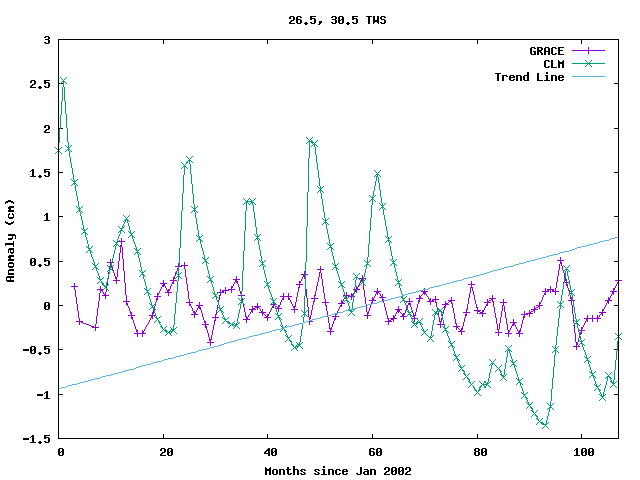 26.5, 30.5 TWS
GRACE
CLM
Trend Line
3
2.5
2
1.5
1
0.5
0
-0.5
-1
-1.5
Anomaly (cm)
0 20 40 60 80 100
Months since Jan 2002